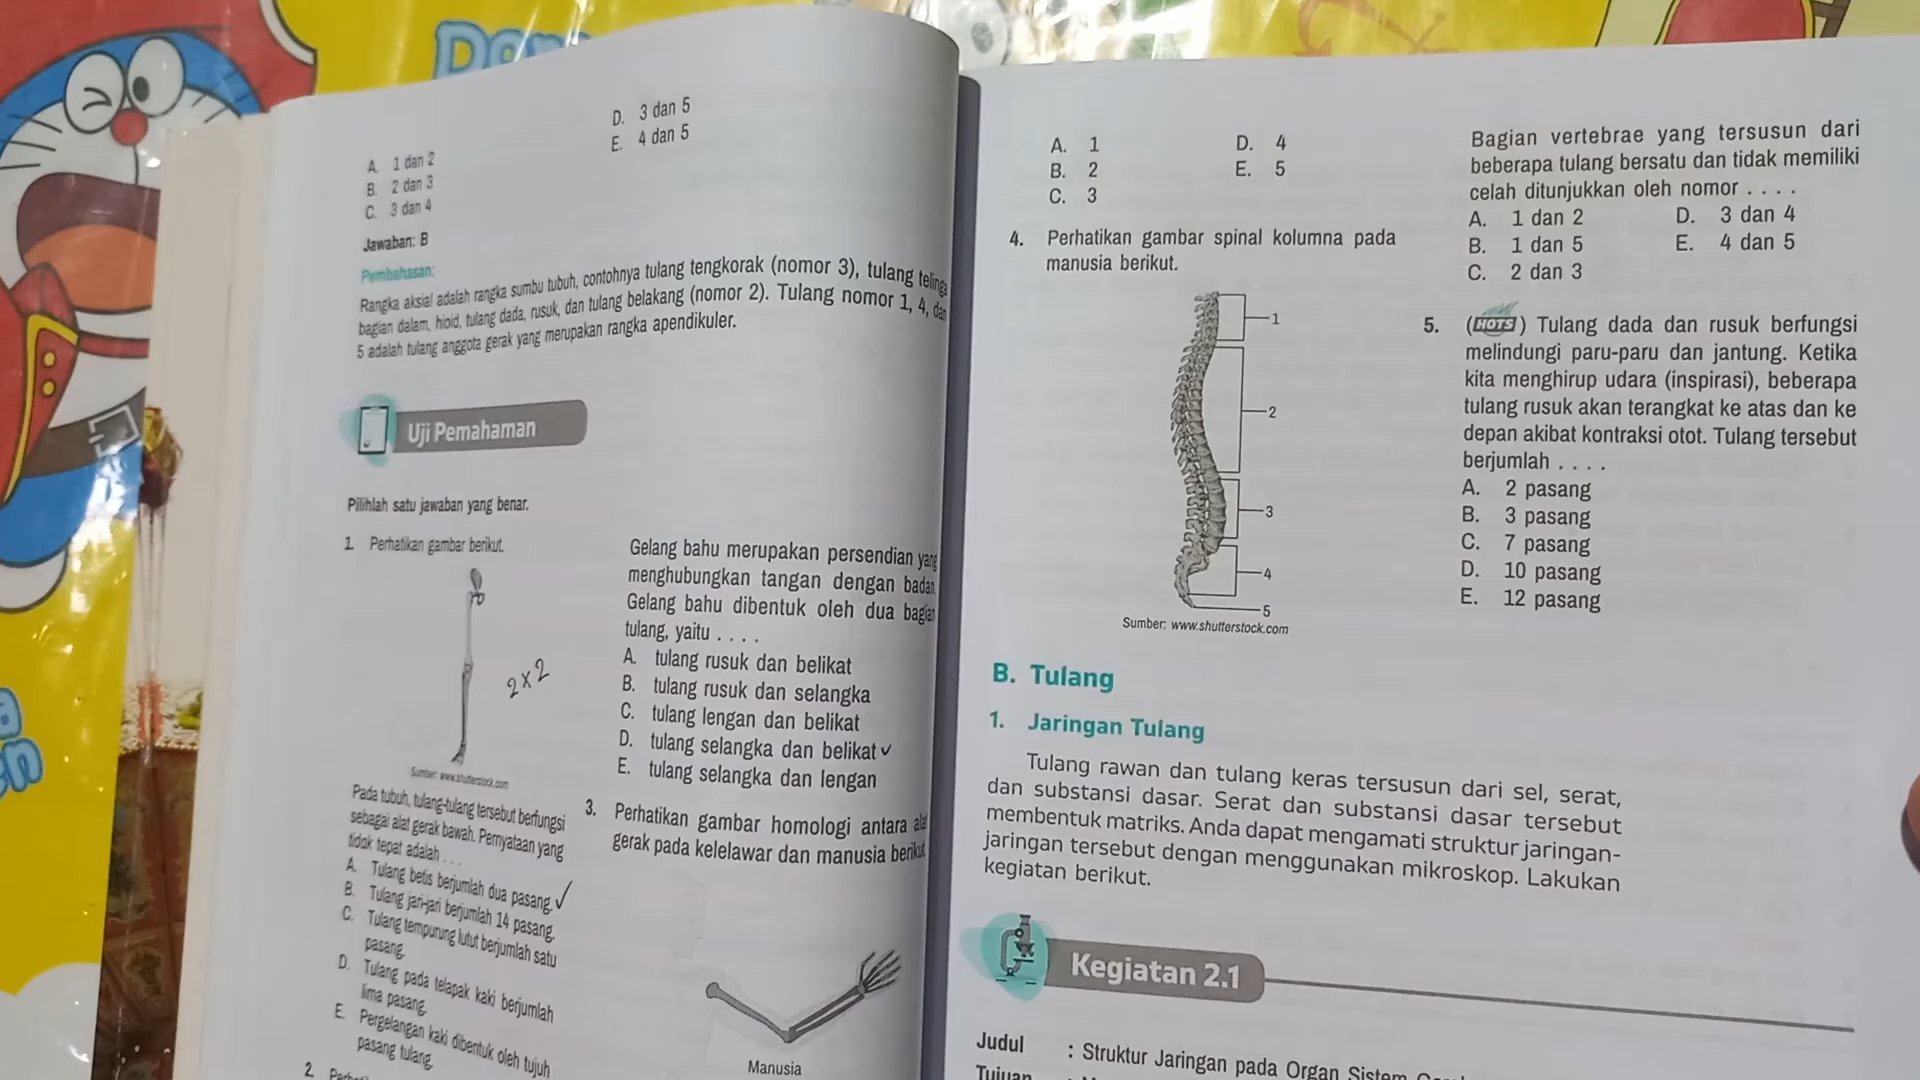 D. 3 dan 5
E. 4 dan 5
A. 1 dan 2
B. 2 dan 3
C. 3 dan 4
Jawaban: B
Pembahasan:
Rangka aksial adalah rangka sumbu tubuh, contohnya tulang tengkorak (nomor 3), tulang telinga
bagian dalam, hioid, tulang dada, rusuk, dan tulang belakang (nomor 2). Tulang nomor 1, 4, dan
5 adalah tulang anggota gerak yang merupakan rangka apendikuler.
Uji Pemahaman
Pilihlah satu jawaban yang benar.
1. Perhatikan gambar berikut.
2 x 2
Sumber: www.shutterstock.com
Pada tubuh, tulang-tulang tersebut berfungsi
sebagai alat gerak bawah. Pernyataan yang
tidak tepat adalah . . .
A. Tulang betis berjumlah dua pasang. ✓
B. Tulang jari-jari berjumlah 14 pasang.
C. Tulang tempurung lutut berjumlah satu
pasang.
D. Tulang pada telapak kaki berjumlah
lima pasang.
E. Pergelangan kaki dibentuk oleh tujuh
pasang tulang.
2.
Gelang bahu merupakan persendian yang
menghubungkan tangan dengan badan.
Gelang bahu dibentuk oleh dua bagian
tulang, yaitu . . . .
A. tulang rusuk dan belikat
B. tulang rusuk dan selangka
C. tulang lengan dan belikat
D. tulang selangka dan belikat ✓
E. tulang selangka dan lengan
3. Perhatikan gambar homologi antara alat
gerak pada kelelawar dan manusia berikut.
Manusia
A. 1
B. 2
C. 3
D. 4
E. 5
4. Perhatikan gambar spinal kolumna pada
manusia berikut.
1
2
3
4
5
Sumber: www.shutterstock.com
Bagian vertebrae yang tersusun dari
beberapa tulang bersatu dan tidak memiliki
celah ditunjukkan oleh nomor . . . .
A. 1 dan 2
B. 1 dan 5
C. 2 dan 3
D. 3 dan 4
E. 4 dan 5
5. (HOTS) Tulang dada dan rusuk berfungsi
melindungi paru-paru dan jantung. Ketika
kita menghirup udara (inspirasi), beberapa
tulang rusuk akan terangkat ke atas dan ke
depan akibat kontraksi otot. Tulang tersebut
berjumlah . . . .
A. 2 pasang
B. 3 pasang
C. 7 pasang
D. 10 pasang
E. 12 pasang
B. Tulang
1. Jaringan Tulang
Tulang rawan dan tulang keras tersusun dari sel, serat,
dan substansi dasar. Serat dan substansi dasar tersebut
membentuk matriks. Anda dapat mengamati struktur jaringan-
jaringan tersebut dengan menggunakan mikroskop. Lakukan
kegiatan berikut.
Kegiatan 2.1
Judul : Struktur Jaringan pada Organ Sistem
Tujuan :